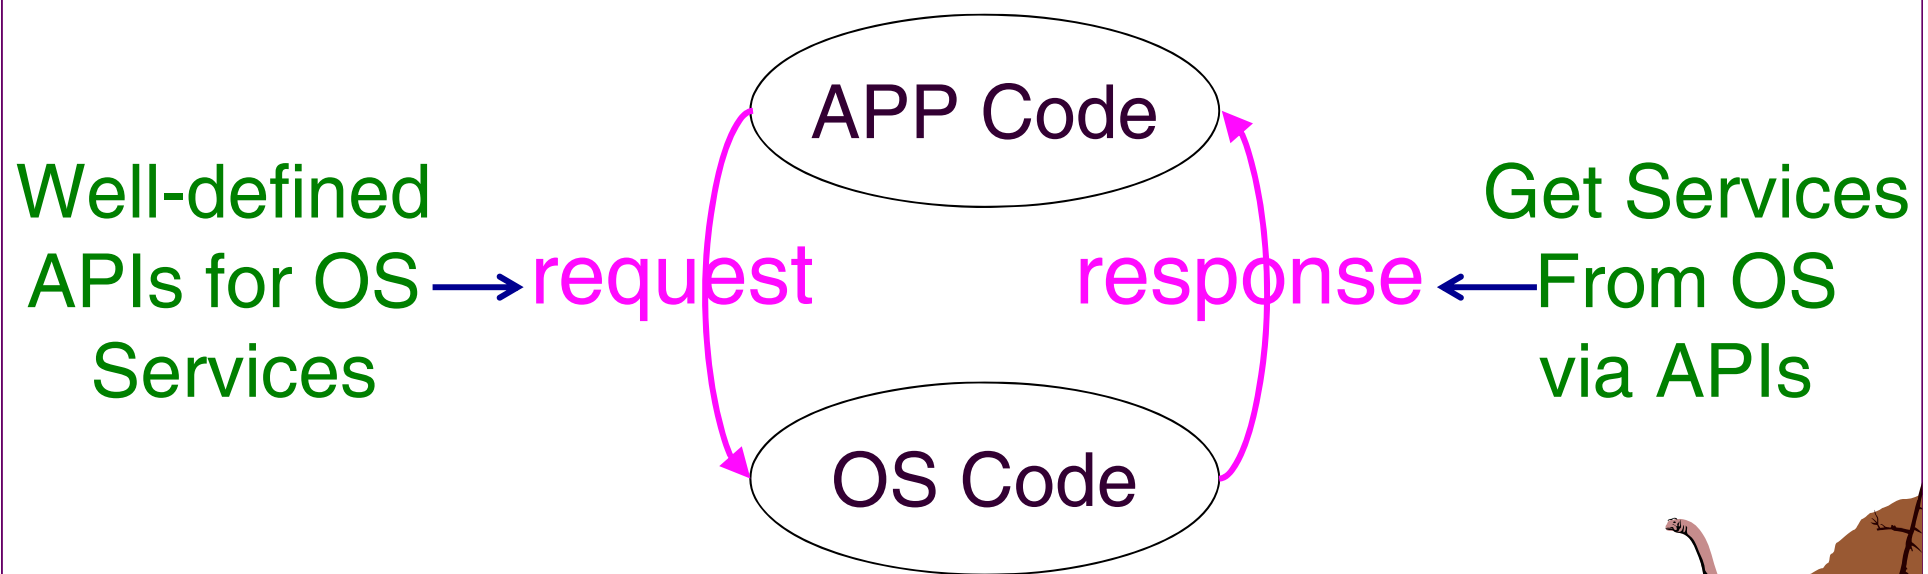 APP Code
Well-defined
APIs for OS
Services
request
response
Get Services
From OS
via APIs
OS Code